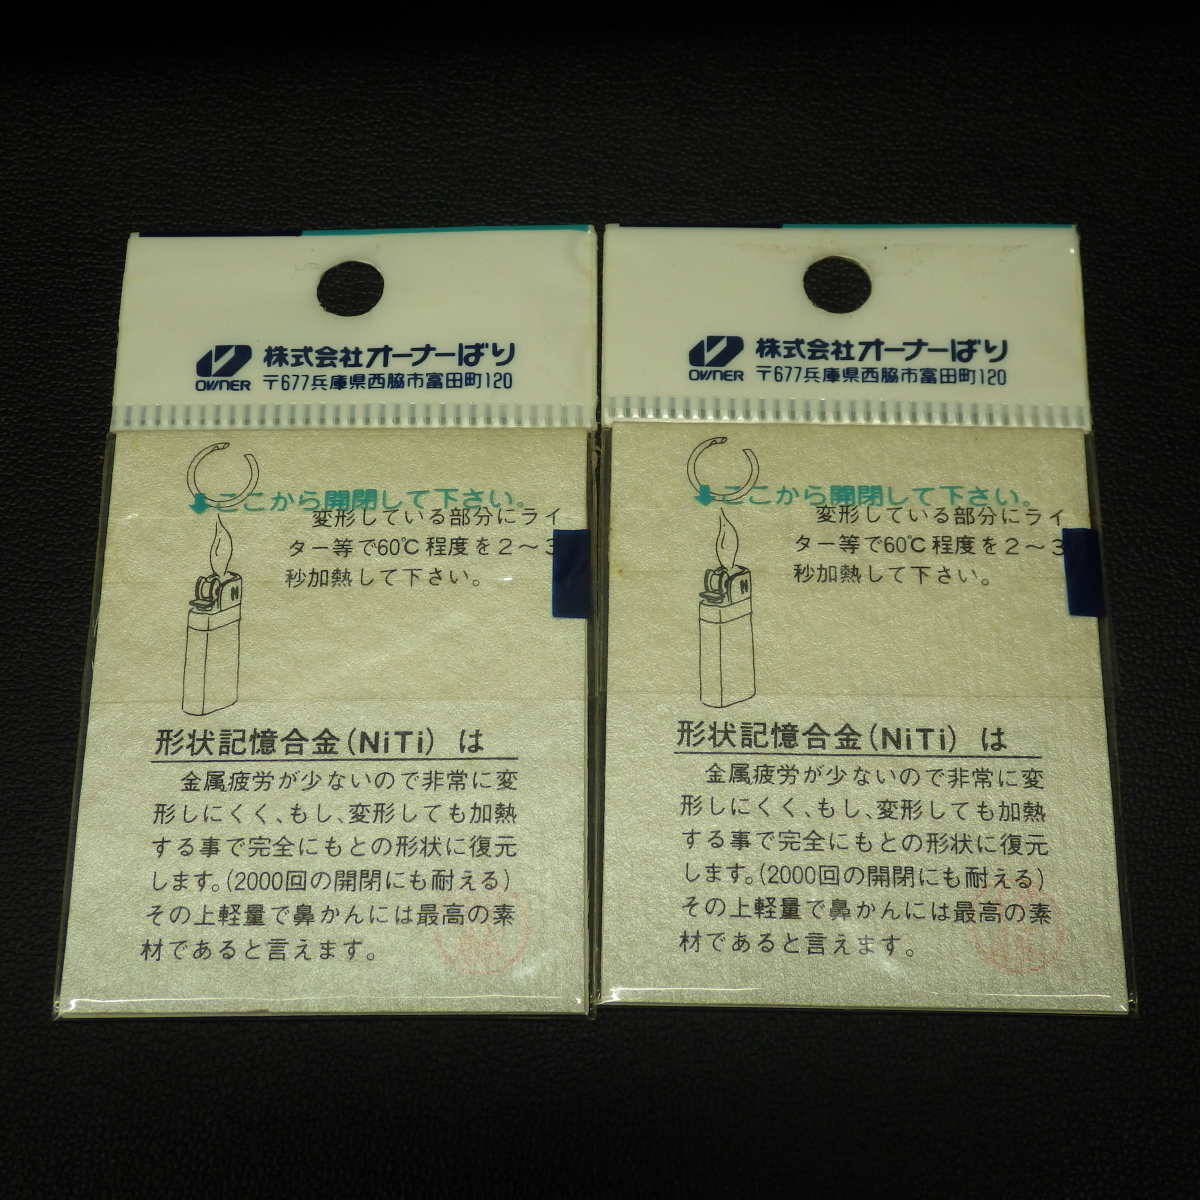 株式会社オーナーばり
OWNER 〒677兵庫県西脇市富田町120
ここから開閉して下さい。
変形している部分にライ
ター等で60℃程度を2〜3
秒加熱して下さい。
N
形状記憶合金(NiTi)は
金属疲労が少ないので非常に変
形しにくく、もし、変形しても加熱
する事で完全にもとの形状に復元
します。(2000回の開閉にも耐える)
その上軽量で鼻かんには最高の素
材であると言えます。
株式会社オーナーばり
OWNER 〒677兵庫県西脇市富田町120
ここから開閉して下さい。
変形している部分にライ
ター等で60℃程度を2〜3
秒加熱して下さい。
N
形状記憶合金(NiTi)は
金属疲労が少ないので非常に変
形しにくく、もし、変形しても加熱
する事で完全にもとの形状に復元
します。(2000回の開閉にも耐える)
その上軽量で鼻かんには最高の素
材であると言えます。